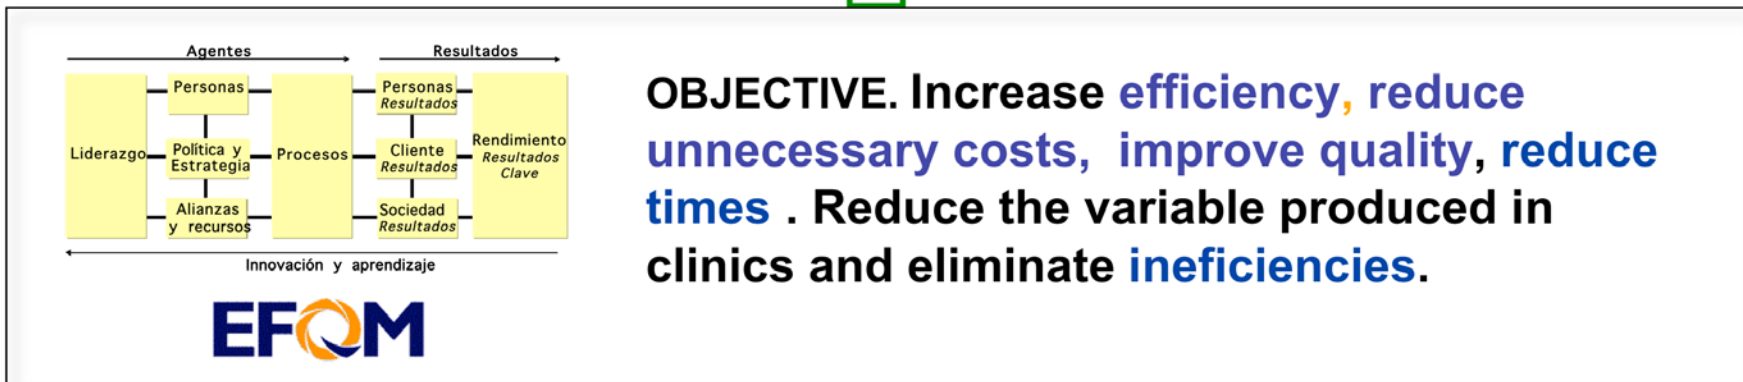 Agentes
Resultados
Liderazgo
Personas
Política y
Estrategia
Alianzas
y recursos
Procesos
Personas
Resultados
Cliente
Resultados
Sociedad
Resultados
Rendimiento
Resultados
Clave
Innovación y aprendizaje
EFQM
OBJECTIVE. Increase efficiency, reduce
unnecessary costs, improve quality, reduce
times . Reduce the variable produced in
clinics and eliminate ineficiencies.